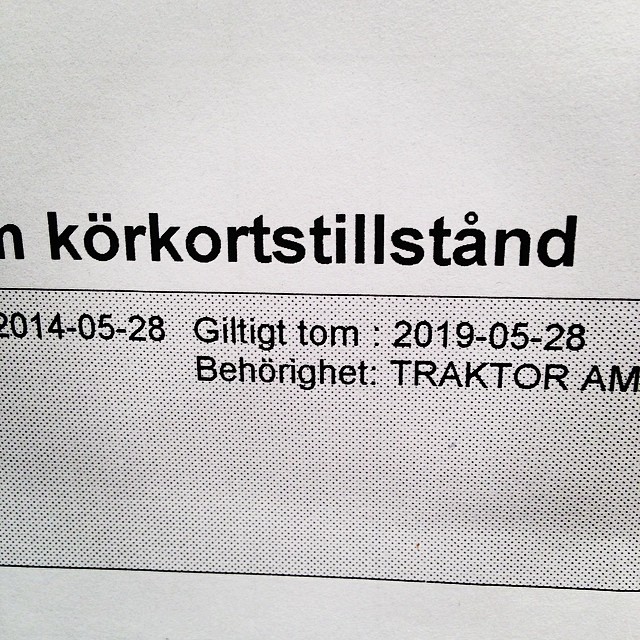 körkortstillstånd
2014-05-28 Giltigt tom : 2019-05-28
Behörighet: TRAKTOR AM